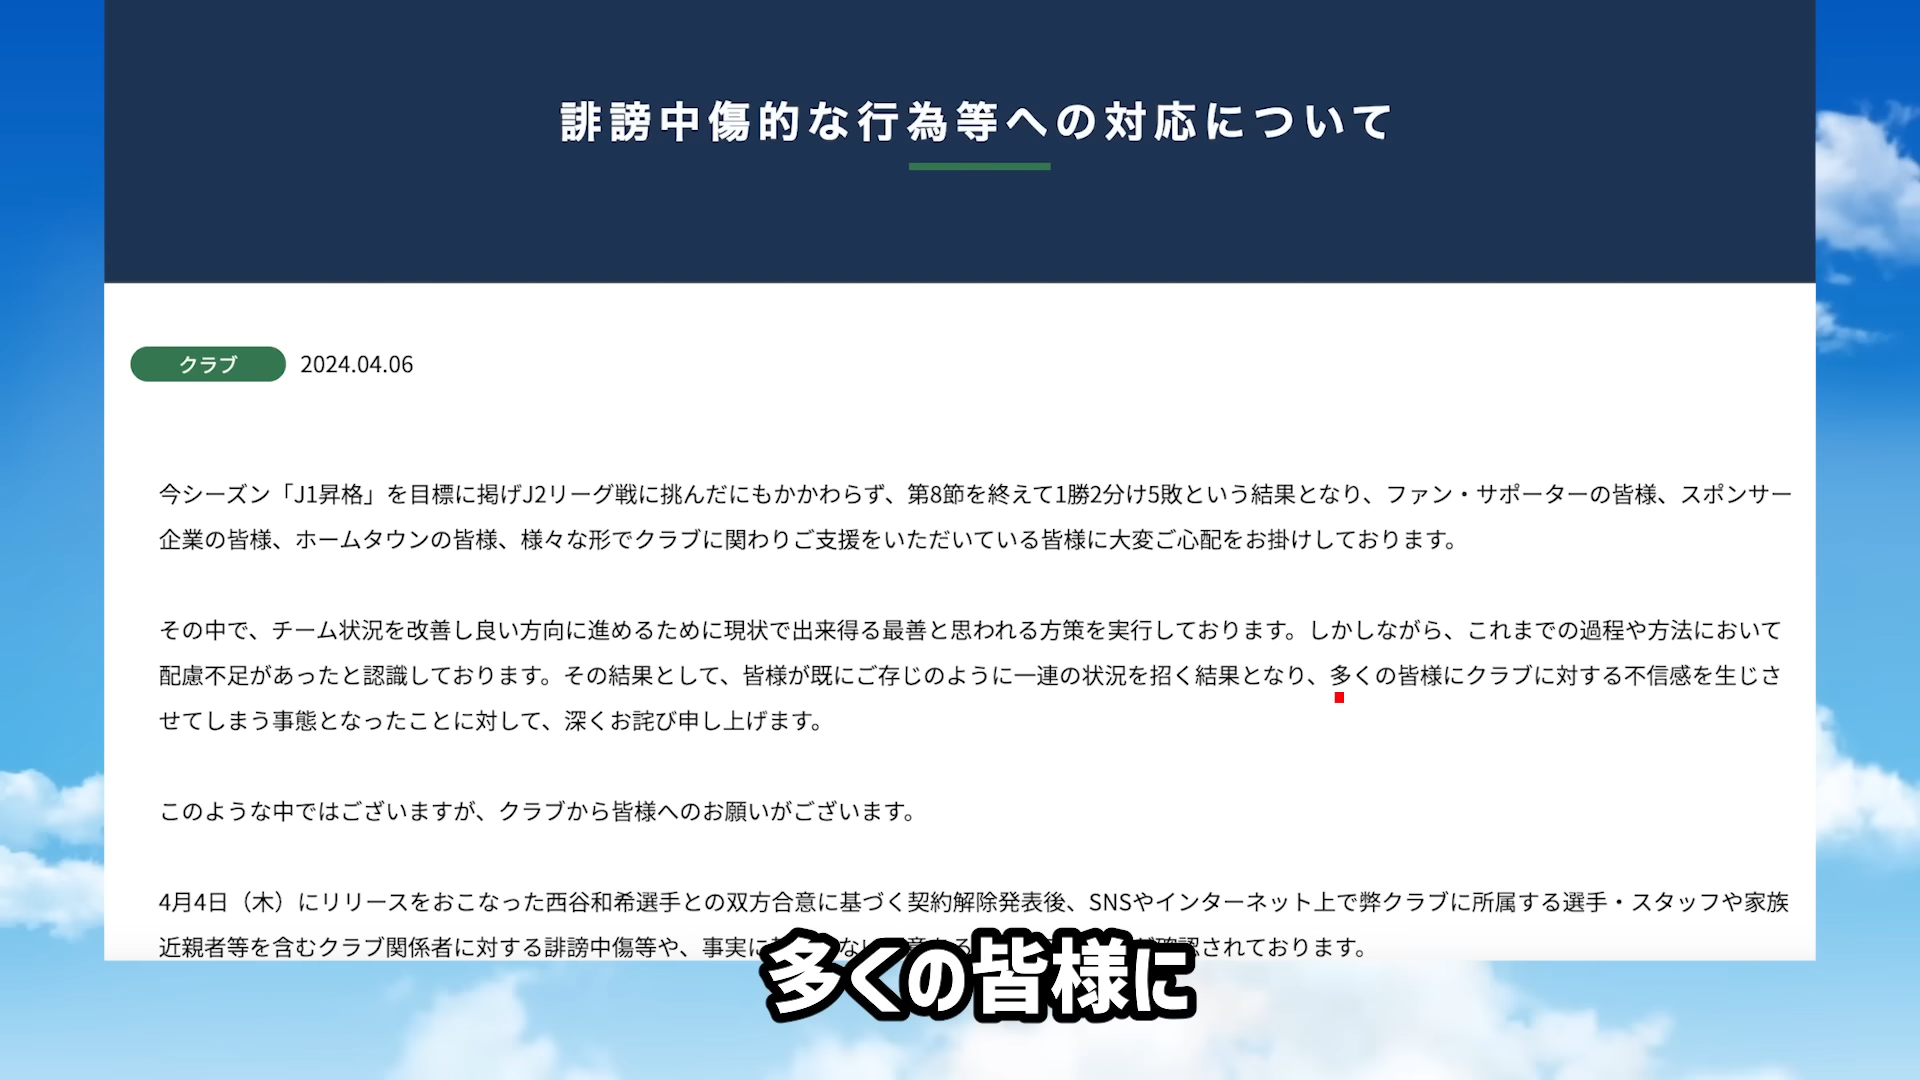 誹謗中傷的な行為等への対応について
クラブ 2024.04.06
今シーズン「J1昇格」を目標に掲げJ2リーグ戦に挑んだにもかかわらず、第8節を終えて1勝2分け5敗という結果となり、ファン・サポーターの皆様、スポンサー
企業の皆様、ホームタウンの皆様、様々な形でクラブに関わりご支援をいただいている皆様に大変ご心配をお掛けしております。
その中で、チーム状況を改善し良い方向に進めるために現状で出来得る最善と思われる方策を実行しております。しかしながら、これまでの過程や方法において
配慮不足があったと認識しております。その結果として、皆様が既にご存じのように一連の状況を招く結果となり、多くの皆様にクラブに対する不信感を生じさ
せてしまう事態となったことに対して、深くお詫び申し上げます。
このような中ではございますが、クラブから皆様へのお願いがございます。
4月4日（木）にリリースをおこなった西谷和希選手との双方合意に基づく契約解除発表後、SNSやインターネット上で弊クラブに所属する選手・スタッフや家族
近親者等を含むクラブ関係者に対する誹謗中傷等や、事実に 確認されております。
多くの皆様に